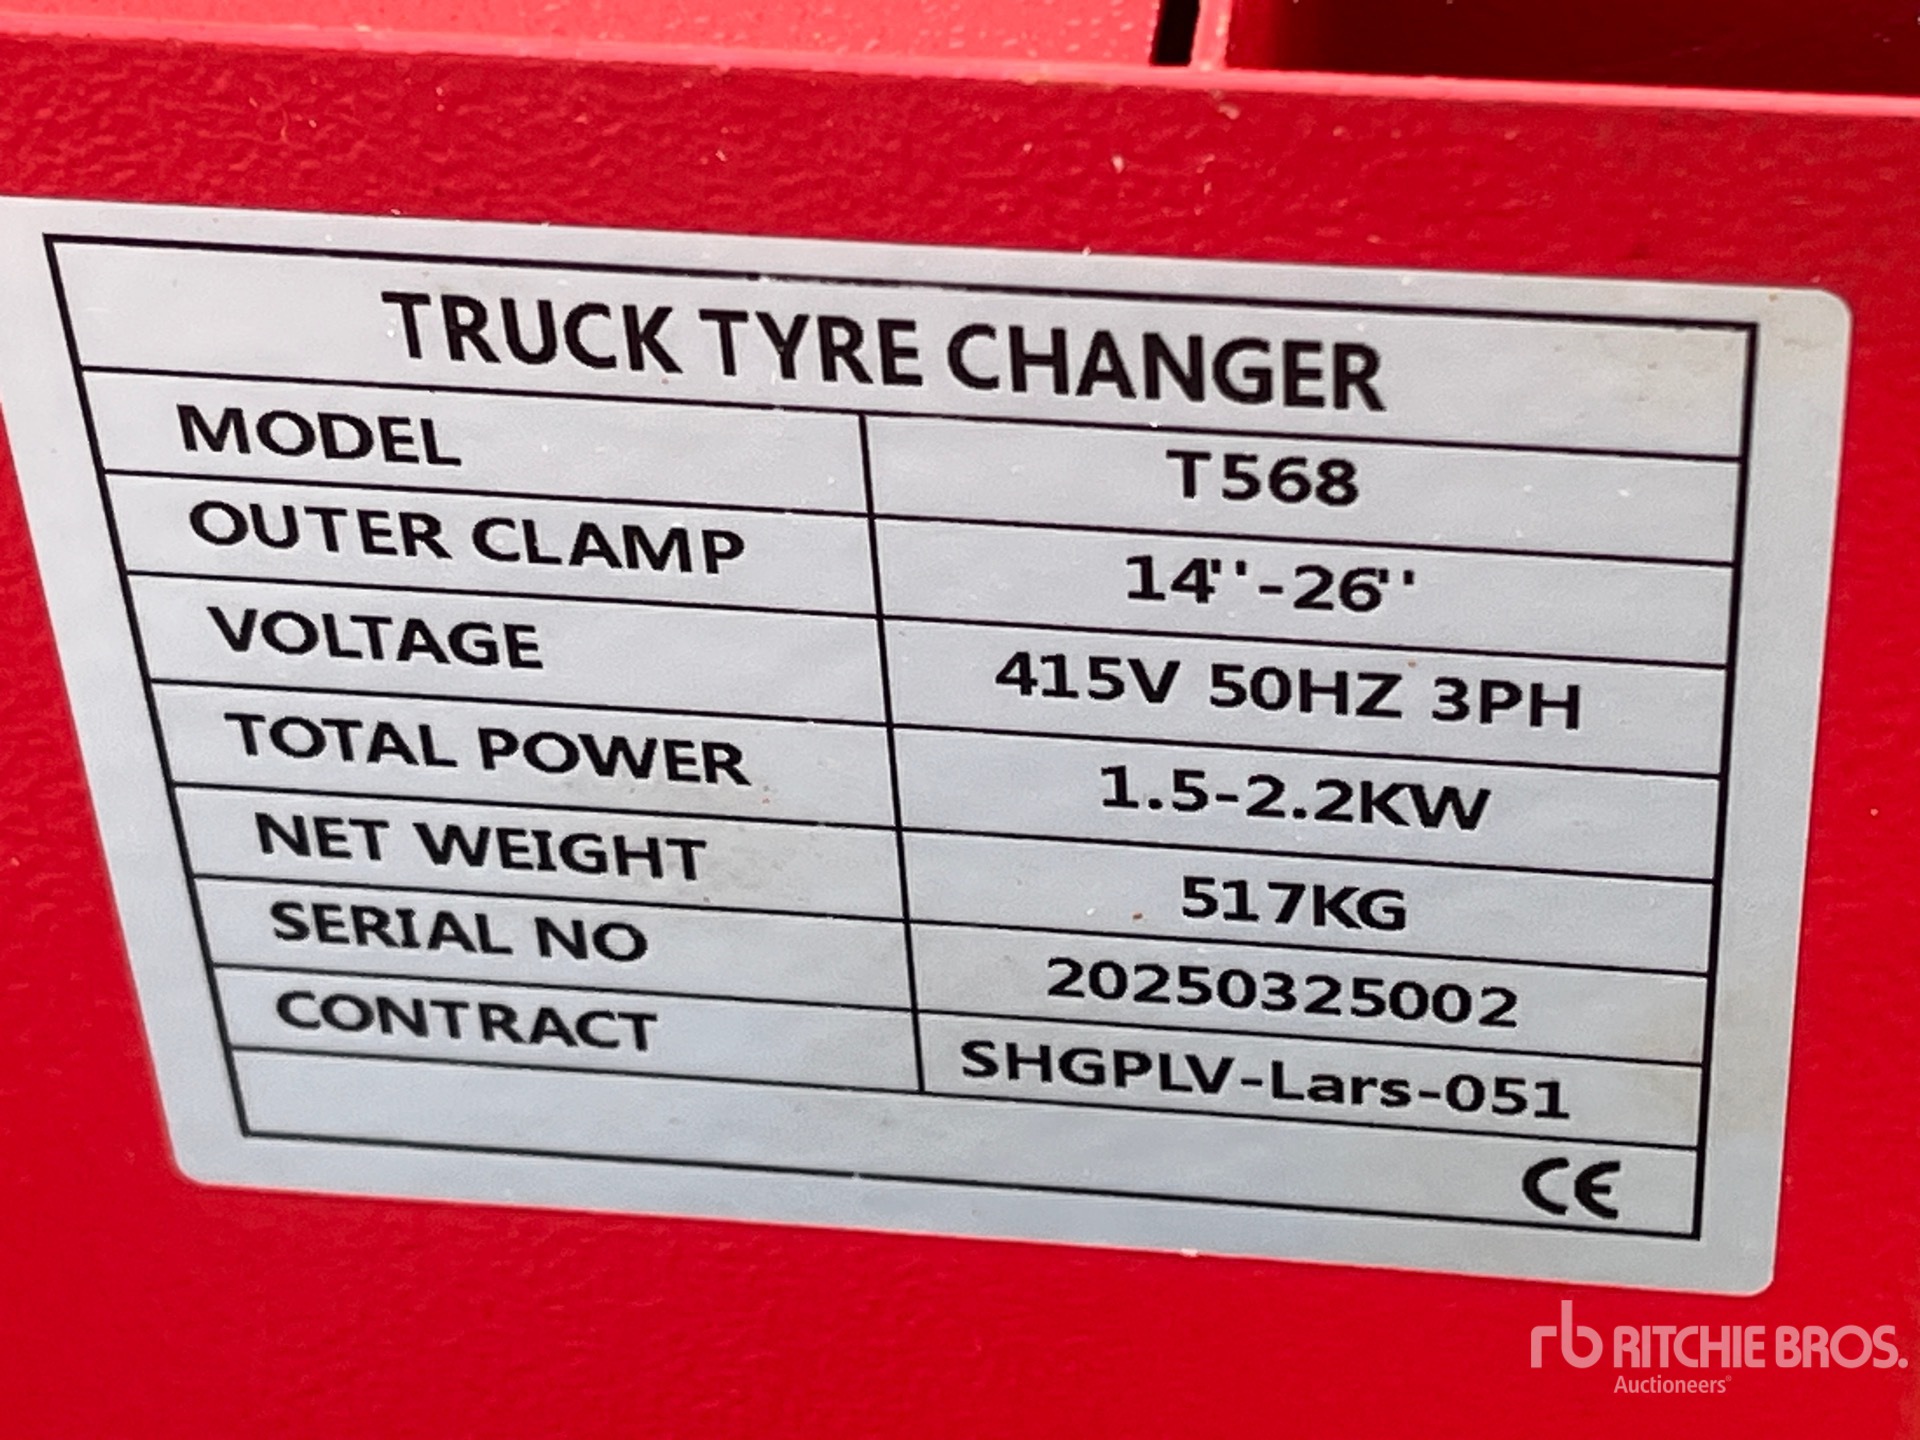 TRUCK TYRE CHANGER
MODEL T568
OUTER CLAMP 14''-26''
VOLTAGE 415V 50HZ 3PH
TOTAL POWER 1.5-2.2KW
NET WEIGHT 517KG
SERIAL NO 20250325002
CONTRACT SHGPLV-Lars-051
CE
rb RITCHIE BROS.
Auctioneers®